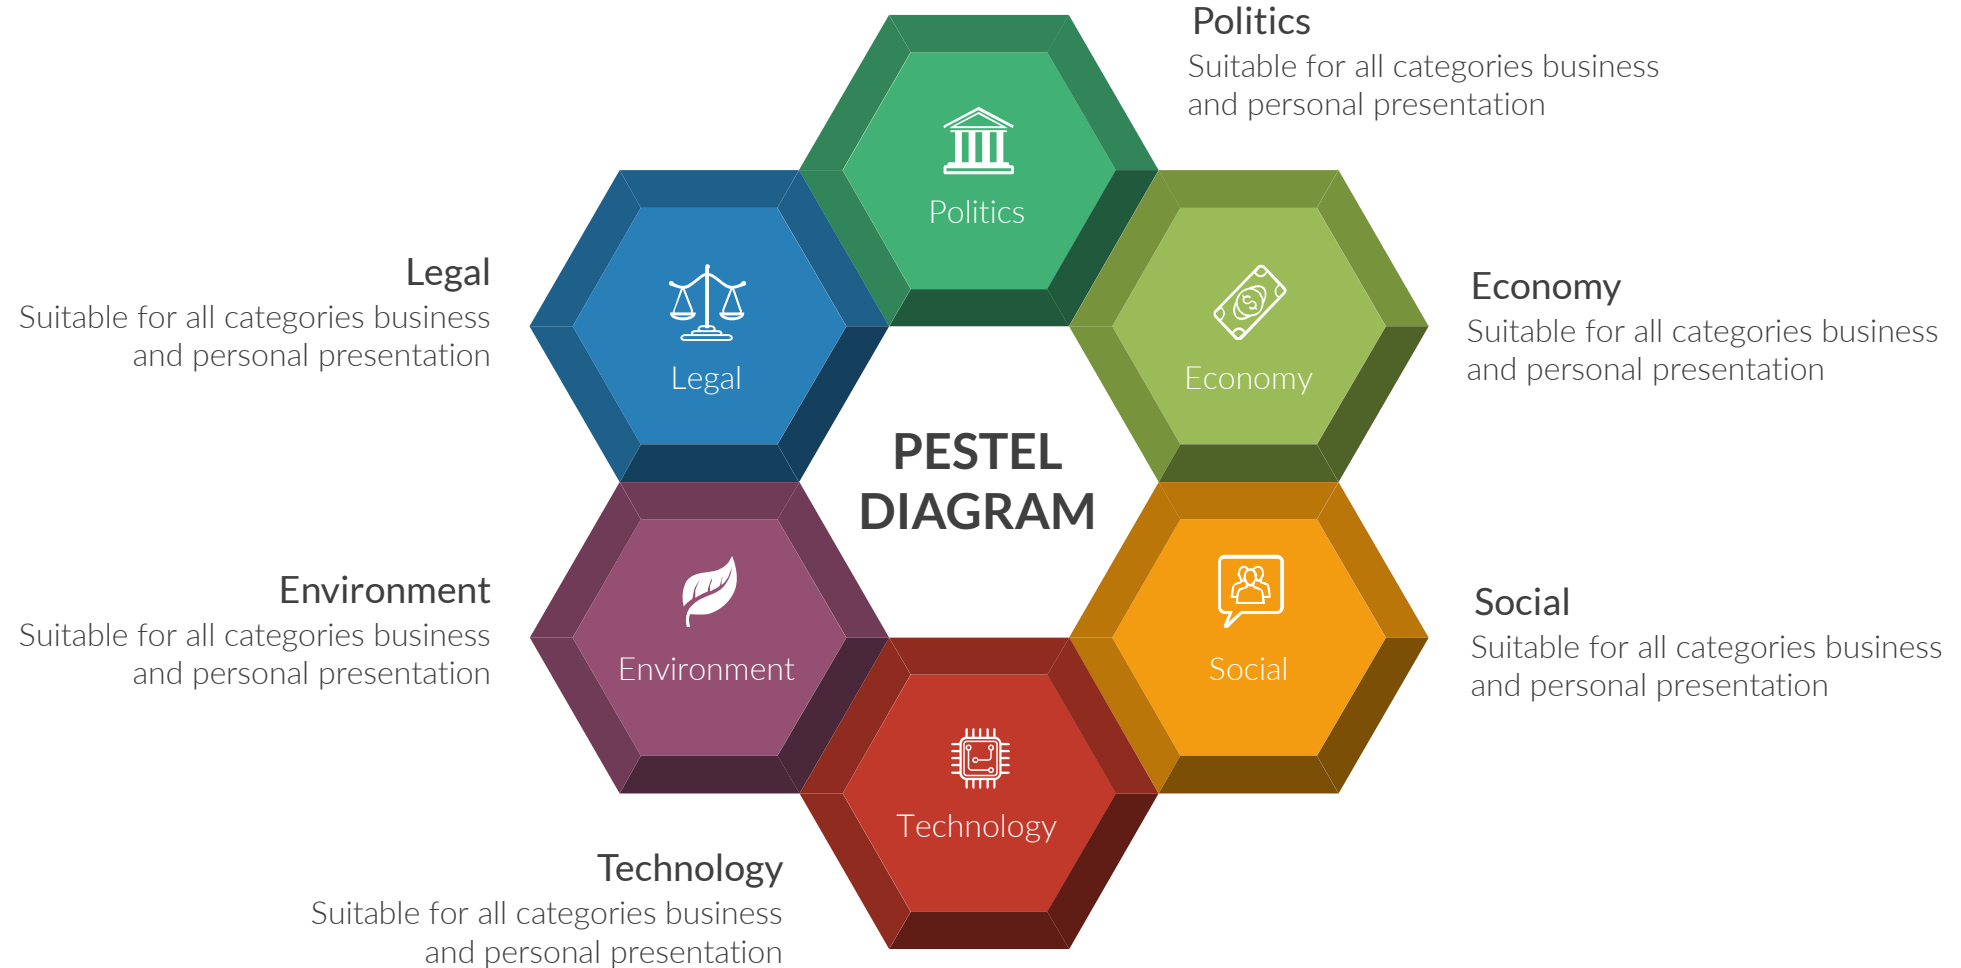 Politics
Suitable for all categories business
and personal presentation
Politics
Legal
Suitable for all categories business
and personal presentation
Legal
Economy
Economy
Suitable for all categories business
and personal presentation
PESTEL
DIAGRAM
Environment
Suitable for all categories business
and personal presentation
Environment
Social
Social
Suitable for all categories business
and personal presentation
Technology
Technology
Suitable for all categories business
and personal presentation